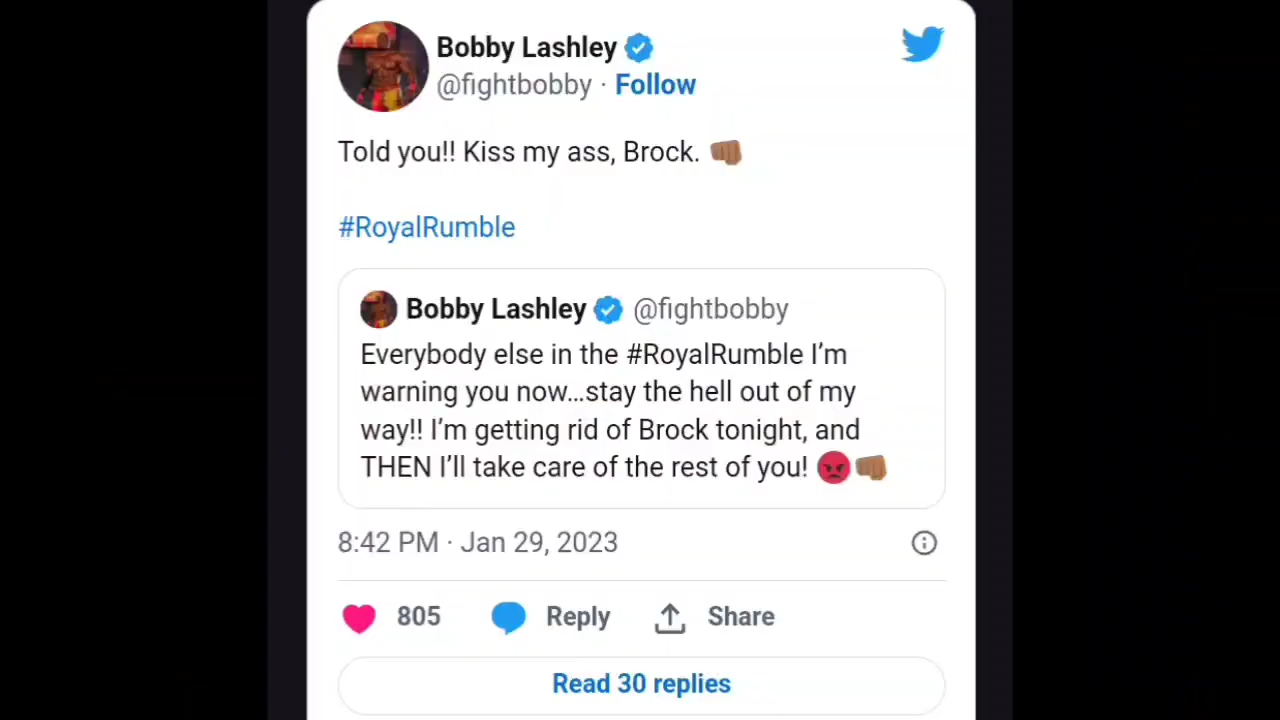 Bobby Lashley
@fightbobby · Follow
Told you!! Kiss my ass, Brock. 👊🏾
#RoyalRumble
Bobby Lashley @fightbobby
Everybody else in the #RoyalRumble I’m
warning you now...stay the hell out of my
way!! I’m getting rid of Brock tonight, and
THEN I’ll take care of the rest of you! 😡👊🏾
8:42 PM · Jan 29, 2023
805 Reply Share
Read 30 replies